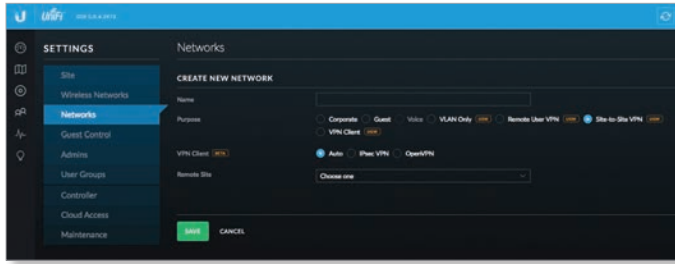 UniFi
SETTINGS
Site
Wireless Networks
Networks
Guest Control
Admins
User Groups
Controller
Cloud Access
Maintenance
Networks
CREATE NEW NETWORK
Name
Purpose Corporate Guest Voice VLAN Only Remote User VPN Site-to-Site VPN
VPN Client
VPN Client BETA Auto IPsec VPN OpenVPN
Remote Site Choose one
SAVE CANCEL